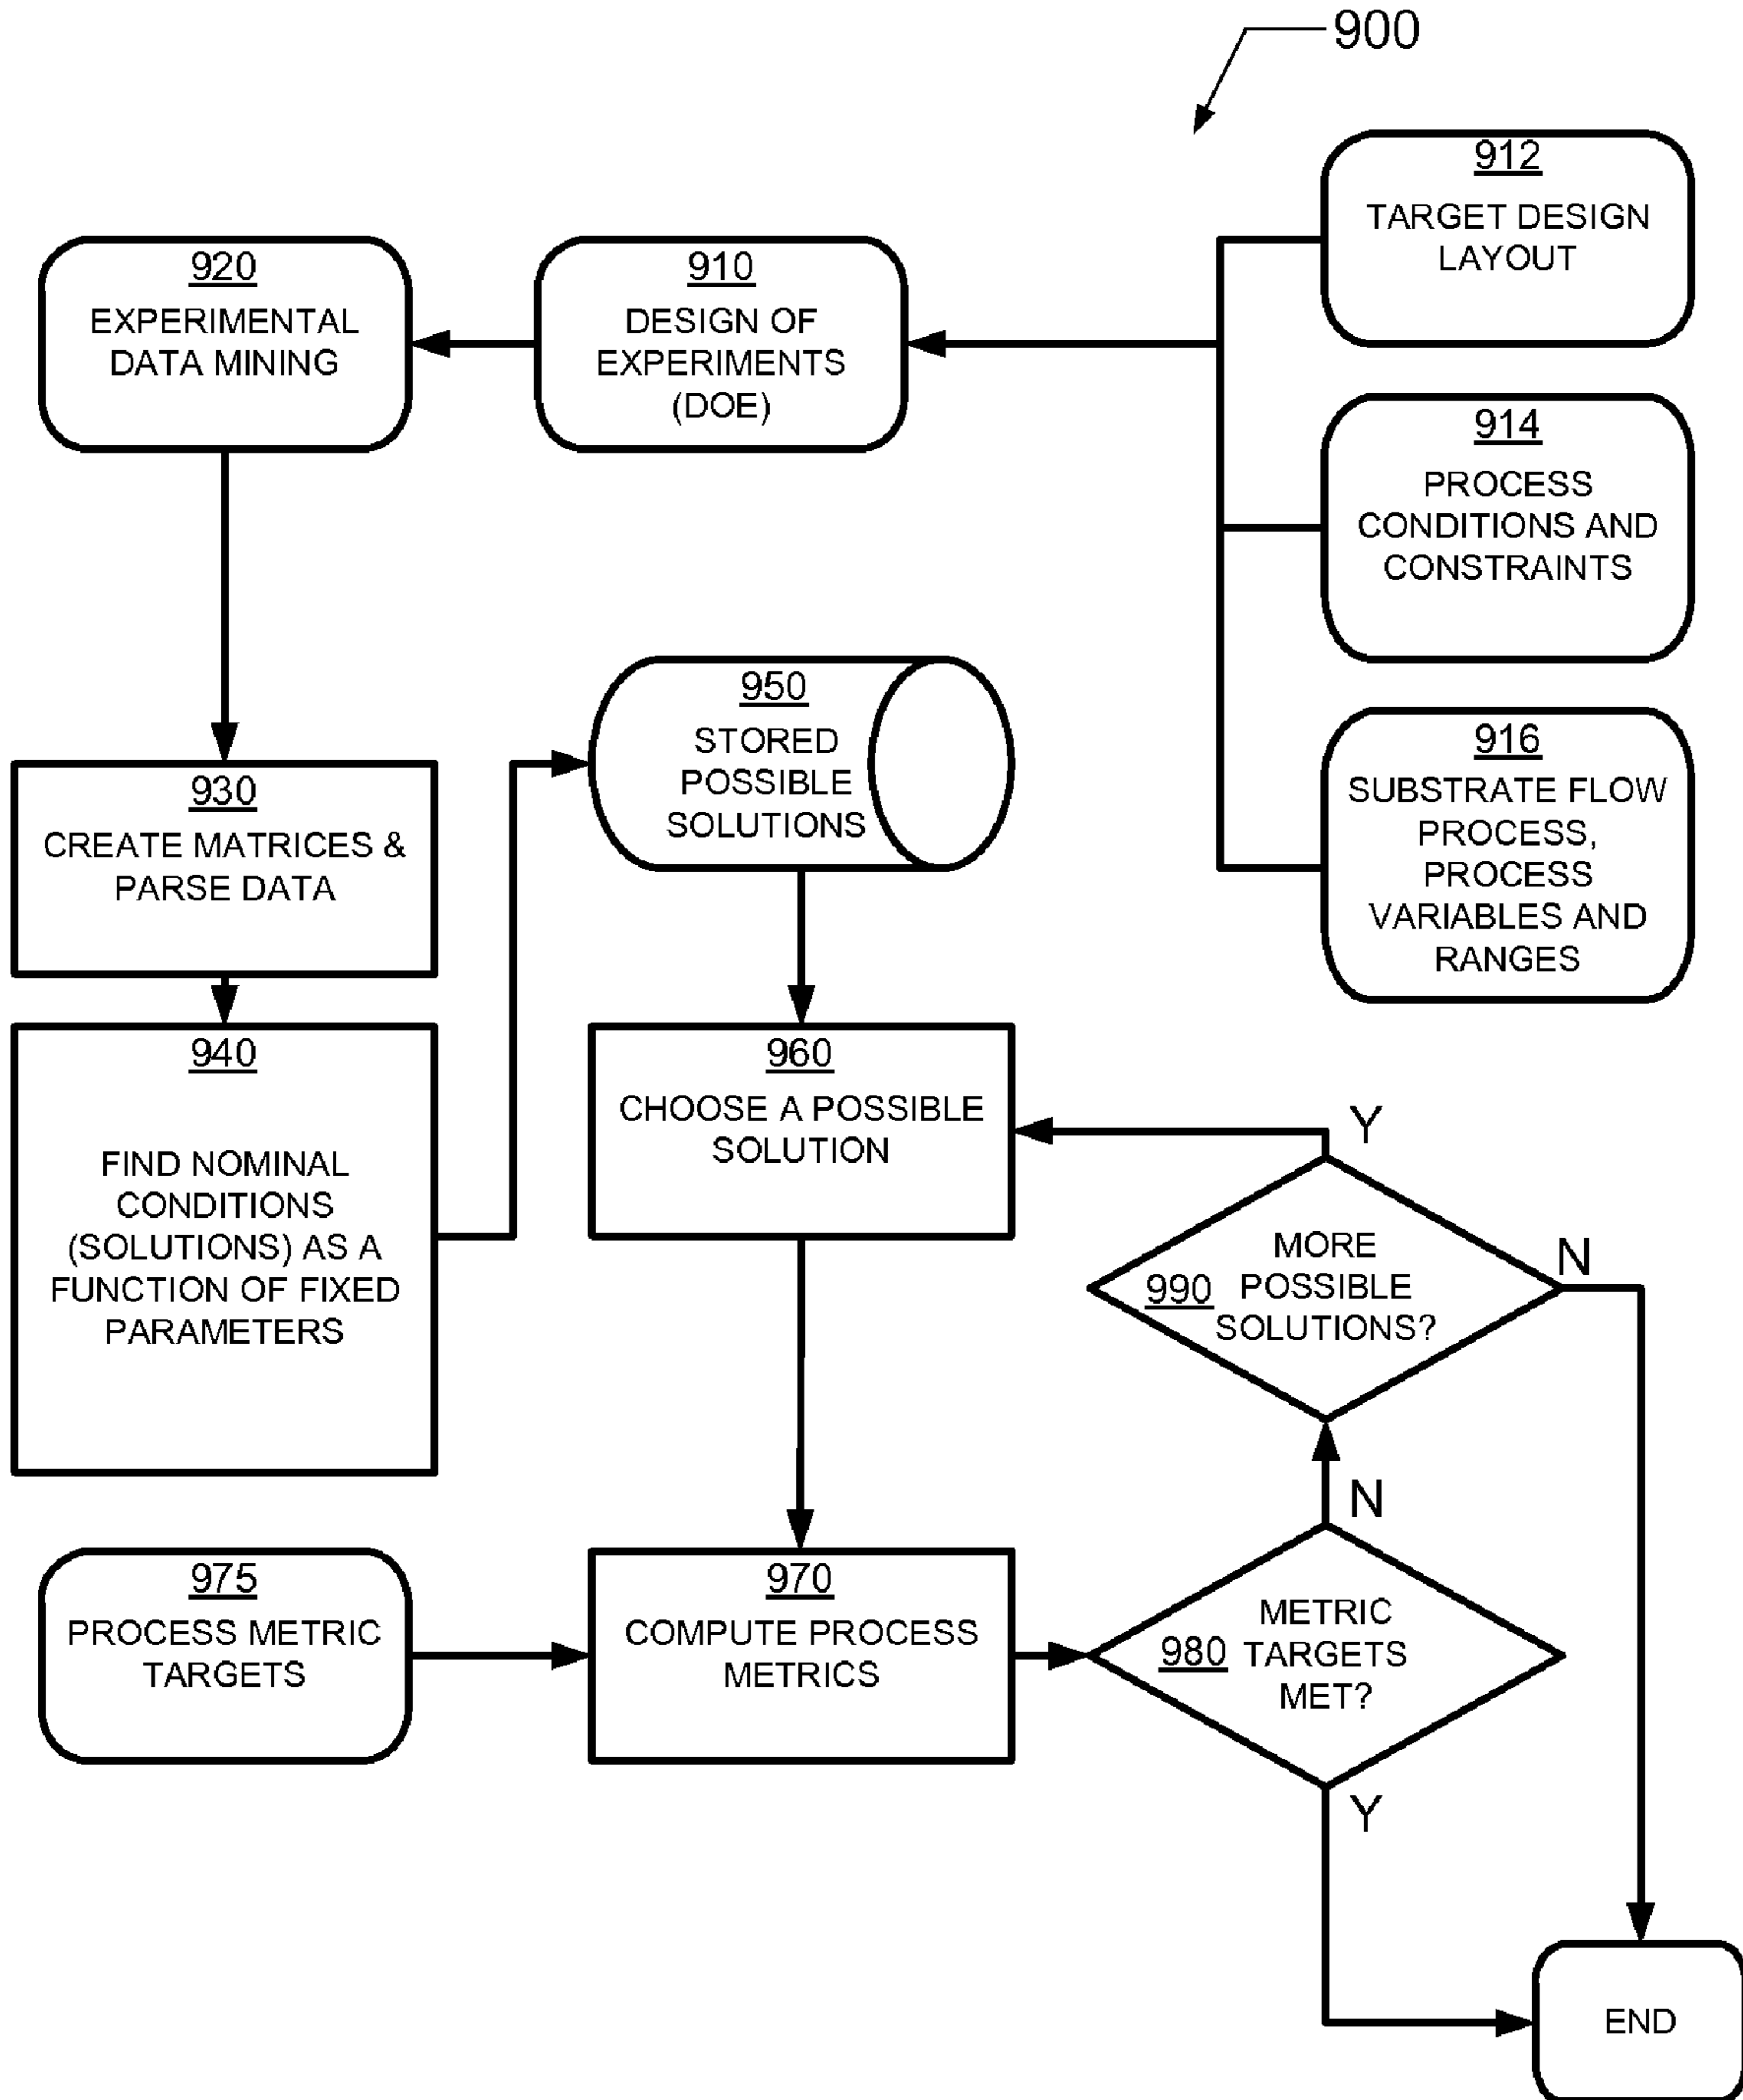 900
912
TARGET DESIGN
LAYOUT
920
EXPERIMENTAL
DATA MINING
910
DESIGN OF
EXPERIMENTS
(DOE)
914
PROCESS
CONDITIONS AND
CONSTRAINTS
916
SUBSTRATE FLOW
PROCESS,
PROCESS
VARIABLES AND
RANGES
930
CREATE MATRICES &
PARSE DATA
940
FIND NOMINAL
CONDITIONS
(SOLUTIONS) AS A
FUNCTION OF FIXED
PARAMETERS
950
STORED
POSSIBLE
SOLUTIONS
960
CHOOSE A POSSIBLE
SOLUTION
Y
N
990
MORE
POSSIBLE
SOLUTIONS?
975
PROCESS METRIC
TARGETS
970
COMPUTE PROCESS
METRICS
N
980
METRIC
TARGETS
MET?
Y
END